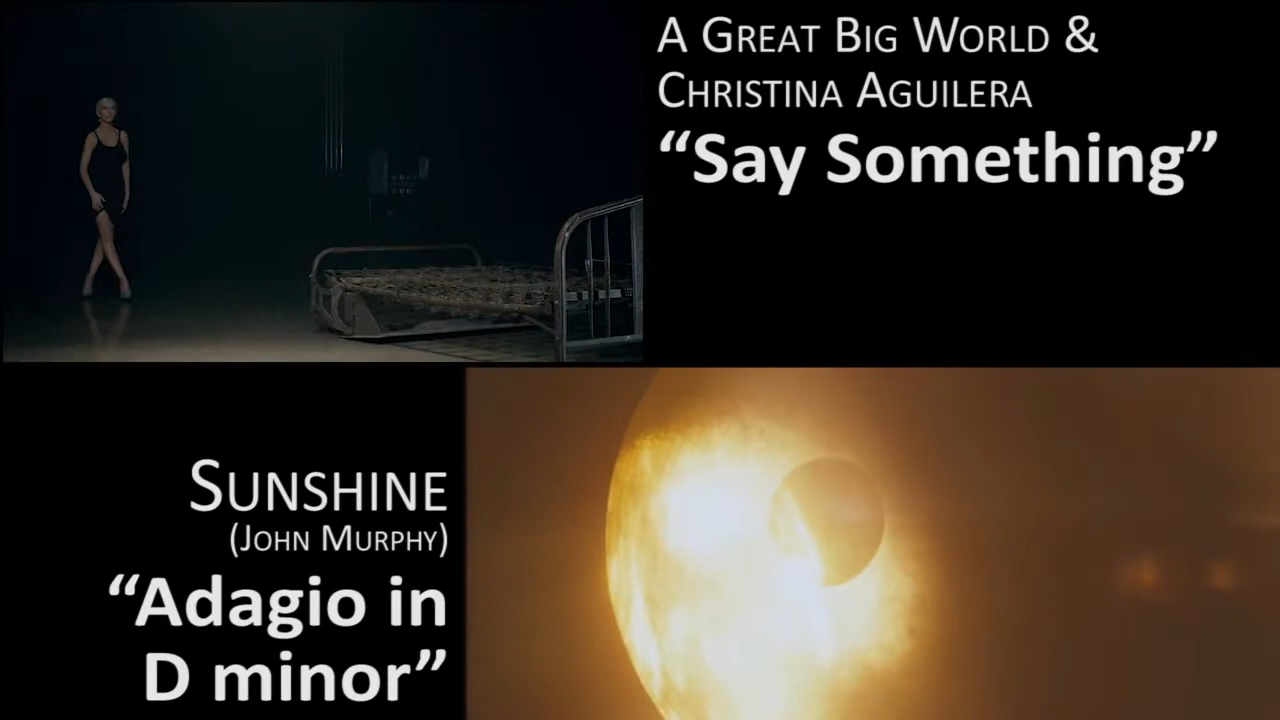 A Great Big World &
Christina Aguilera
“Say Something”
Sunshine
(John Murphy)
“Adagio in
D minor”